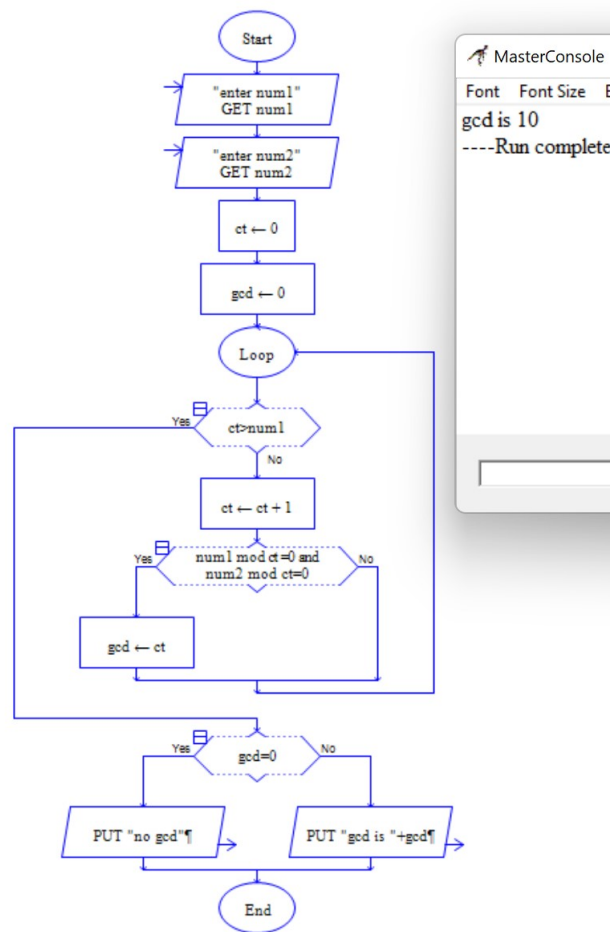 Start
"enter num1"
GET num1
"enter num2"
GET num2
ct ← 0
gcd ← 0
Loop
Yes
ct>num1
No
ct ← ct + 1
Yes
num1 mod ct=0 and
num2 mod ct=0
No
gcd ← ct
Yes
gcd=0
No
PUT "no gcd"¶
PUT "gcd is "+gcd¶
End
MasterConsole
Font Font Size
gcd is 10
----Run complete